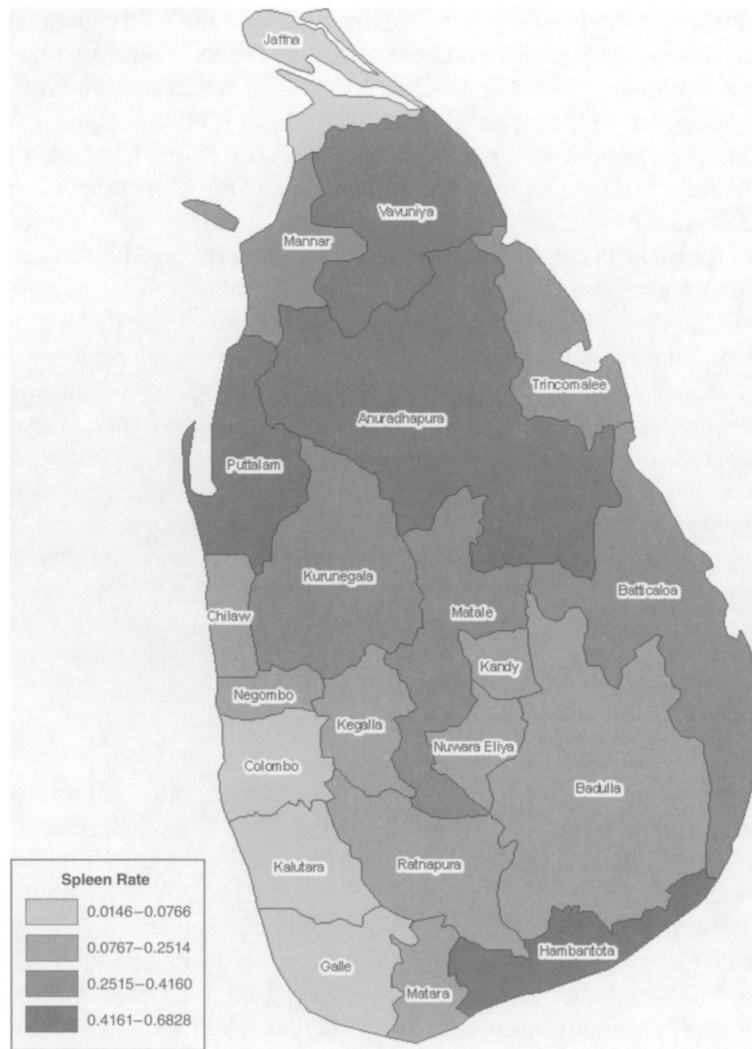 Jaffna
Vavuniya
Mannar
Trincomalee
Anuradhapura
Puttalam
Kurunegala
Batticaloa
Chilaw
Matale
Kandy
Negombo
Kegalla
Nuwara Eliya
Colombo
Badulla
Kalutara
Ratnapura
Hambantota
Galle
Matara
Spleen Rate
0.0146–0.0766
0.0767–0.2514
0.2515–0.4160
0.4161–0.6828